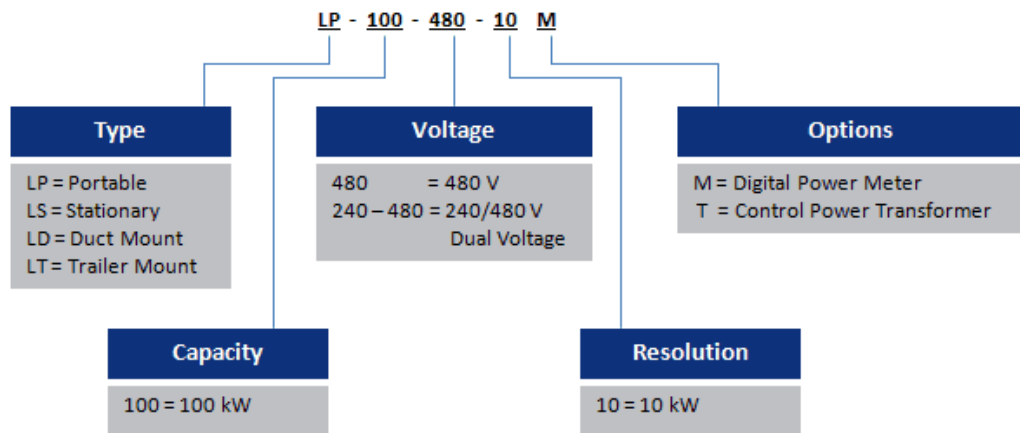 LP - 100 - 480 - 10 M
Type
LP = Portable
LS = Stationary
LD = Duct Mount
LT = Trailer Mount
Voltage
480 = 480 V
240 – 480 = 240/480 V
Dual Voltage
Options
M = Digital Power Meter
T = Control Power Transformer
Capacity
100 = 100 kW
Resolution
10 = 10 kW